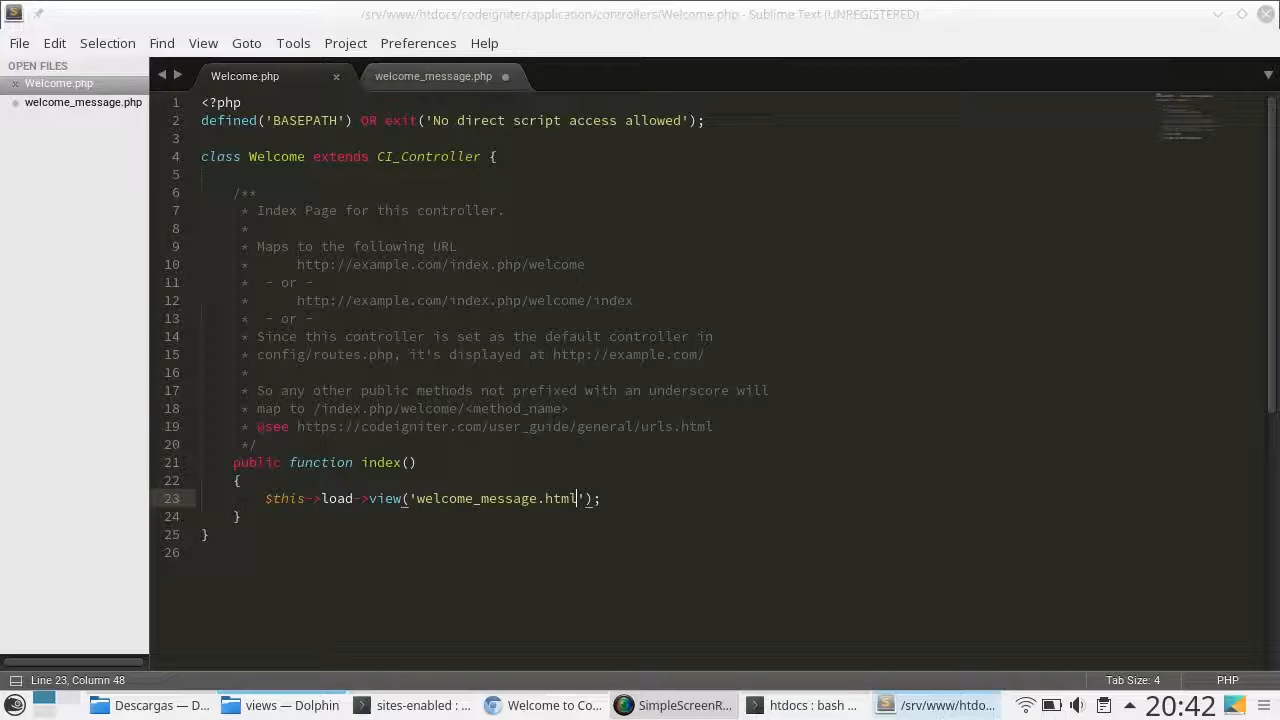 /srv/www/htdocs/codeigniter/application/controllers/Welcome.php - Sublime Text (UNREGISTERED)
File Edit Selection Find View Goto Tools Project Preferences Help
OPEN FILES
Welcome.php
welcome_message.php
Welcome.php welcome_message.php
1 <?php
2 defined('BASEPATH') OR exit('No direct script access allowed');
3
4 class Welcome extends CI_Controller {
5
6 /**
7 * Index Page for this controller.
8 *
9 * Maps to the following URL
10 * http://example.com/index.php/welcome
11 * - or -
12 * http://example.com/index.php/welcome/index
13 * - or -
14 * Since this controller is set as the default controller in
15 * config/routes.php, it's displayed at http://example.com/
16 *
17 * So any other public methods not prefixed with an underscore will
18 * map to /index.php/welcome/<method_name>
19 * @see https://codeigniter.com/user_guide/general/urls.html
20 */
21 public function index()
22 {
23 $this->load->view('welcome_message.html');
24 }
25 }
26
Line 23, Column 48 Tab Size: 4 PHP
Descargas — D... views — Dolphin sites-enabled : ... Welcome to Co... SimpleScreenR... htdocs : bash ... /srv/www/htdo... 20:42